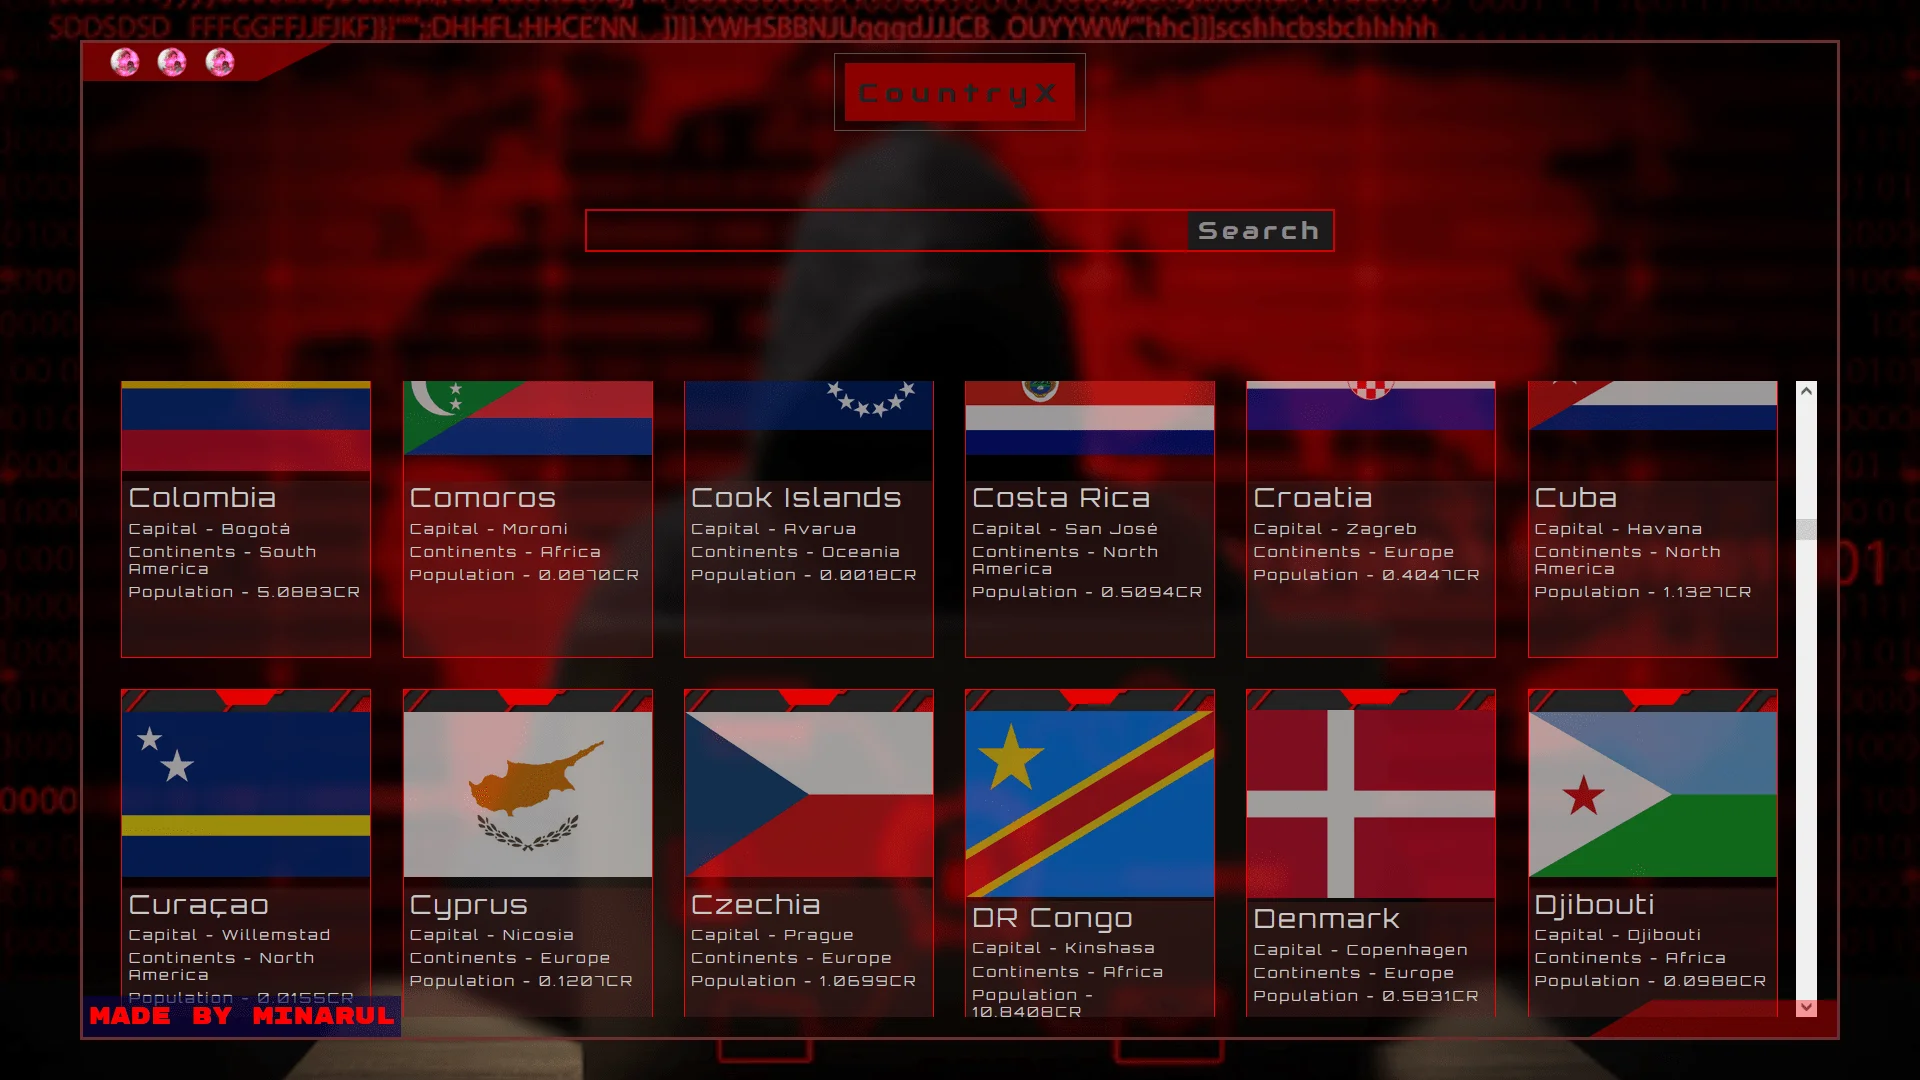 SDDSDSD FFFGGFFJFJFKF]}{"";:DHHFL;HHCE'NN ]]]].YWHSBBNJUqgqdJJJCB OUYYWW'"hhc]]]scshhcbsbchhhhhh
CountryX
Search
Colombia
Capital - Bogotá
Continents - South
America
Population - 5.0883CR
Comoros
Capital - Moroni
Continents - Africa
Population - 0.0870CR
Cook Islands
Capital - Avarua
Continents - Oceania
Population - 0.0018CR
Costa Rica
Capital - San José
Continents - North
America
Population - 0.5094CR
Croatia
Capital - Zagreb
Continents - Europe
Population - 0.4047CR
Cuba
Capital - Havana
Continents - North
America
Population - 1.1327CR
Curaçao
Capital - Willemstad
Continents - North
America
Population - 0.0155CR
Cyprus
Capital - Nicosia
Continents - Europe
Population - 0.1207CR
Czechia
Capital - Prague
Continents - Europe
Population - 1.0699CR
DR Congo
Capital - Kinshasa
Continents - Africa
Population -
10.8408CR
Denmark
Capital - Copenhagen
Continents - Europe
Population - 0.5831CR
Djibouti
Capital - Djibouti
Continents - Africa
Population - 0.0988CR
MADE BY MINARUL